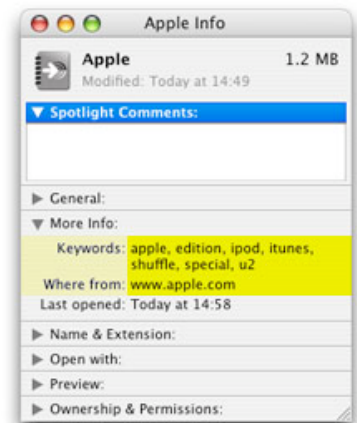 Apple Info
Apple 1.2 MB
Modified: Today at 14:49
Spotlight Comments:
General:
More Info:
Keywords: apple, edition, ipod, itunes,
shuffle, special, u2
Where from: www.apple.com
Last opened: Today at 14:58
Name & Extension:
Open with:
Preview:
Ownership & Permissions: